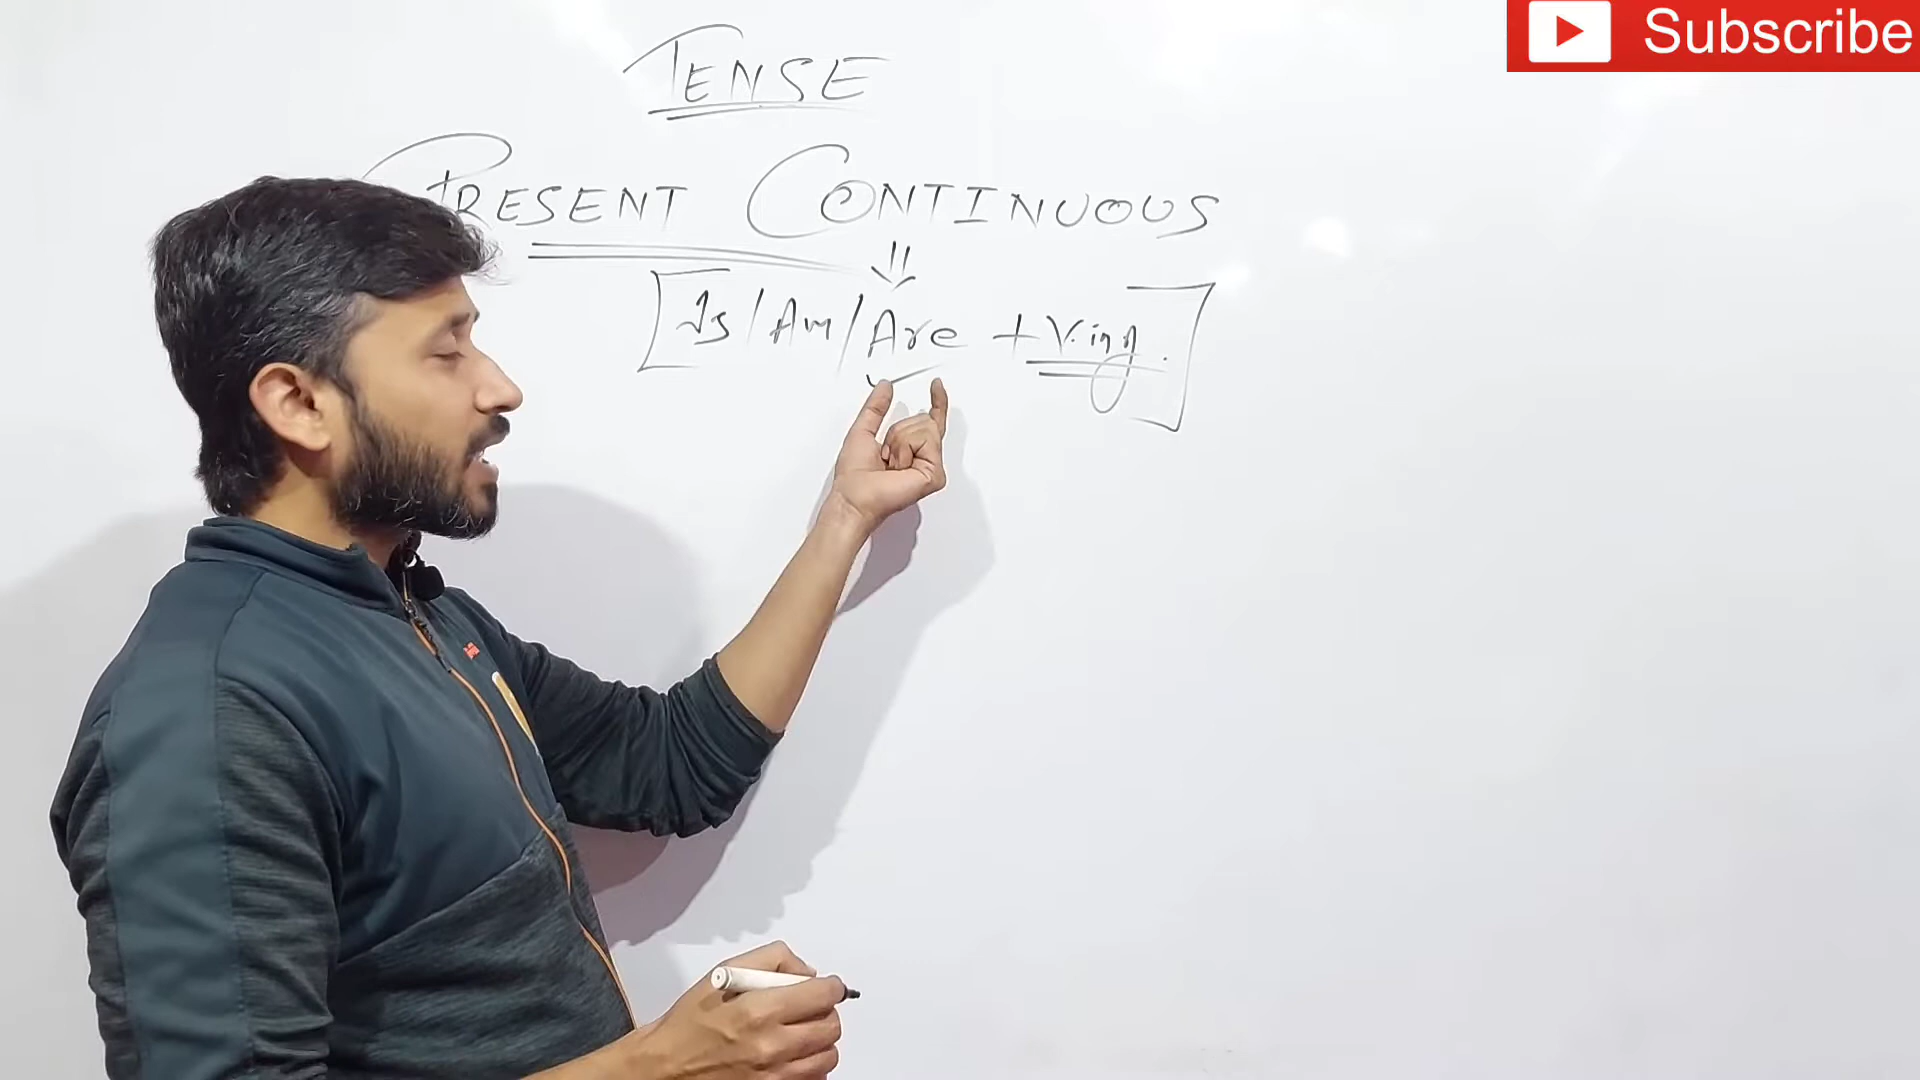 Subscribe
TENSE
PRESENT CONTINUOUS
Is / Am / Are + V.ing.